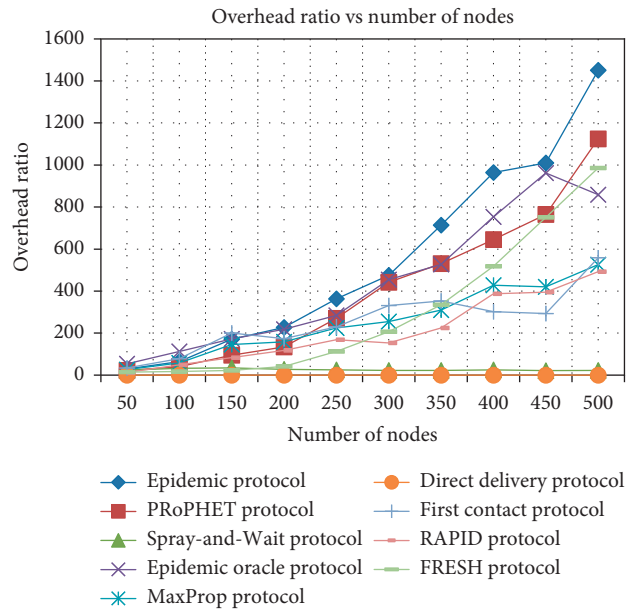 Overhead ratio vs number of nodes
1600
1400
1200
1000
800
600
400
200
0
Overhead ratio
50 100 150 200 250 300 350 400 450 500
Number of nodes
Epidemic protocol
PRoPHET protocol
Spray-and-Wait protocol
Epidemic oracle protocol
MaxProp protocol
Direct delivery protocol
First contact protocol
RAPID protocol
FRESH protocol